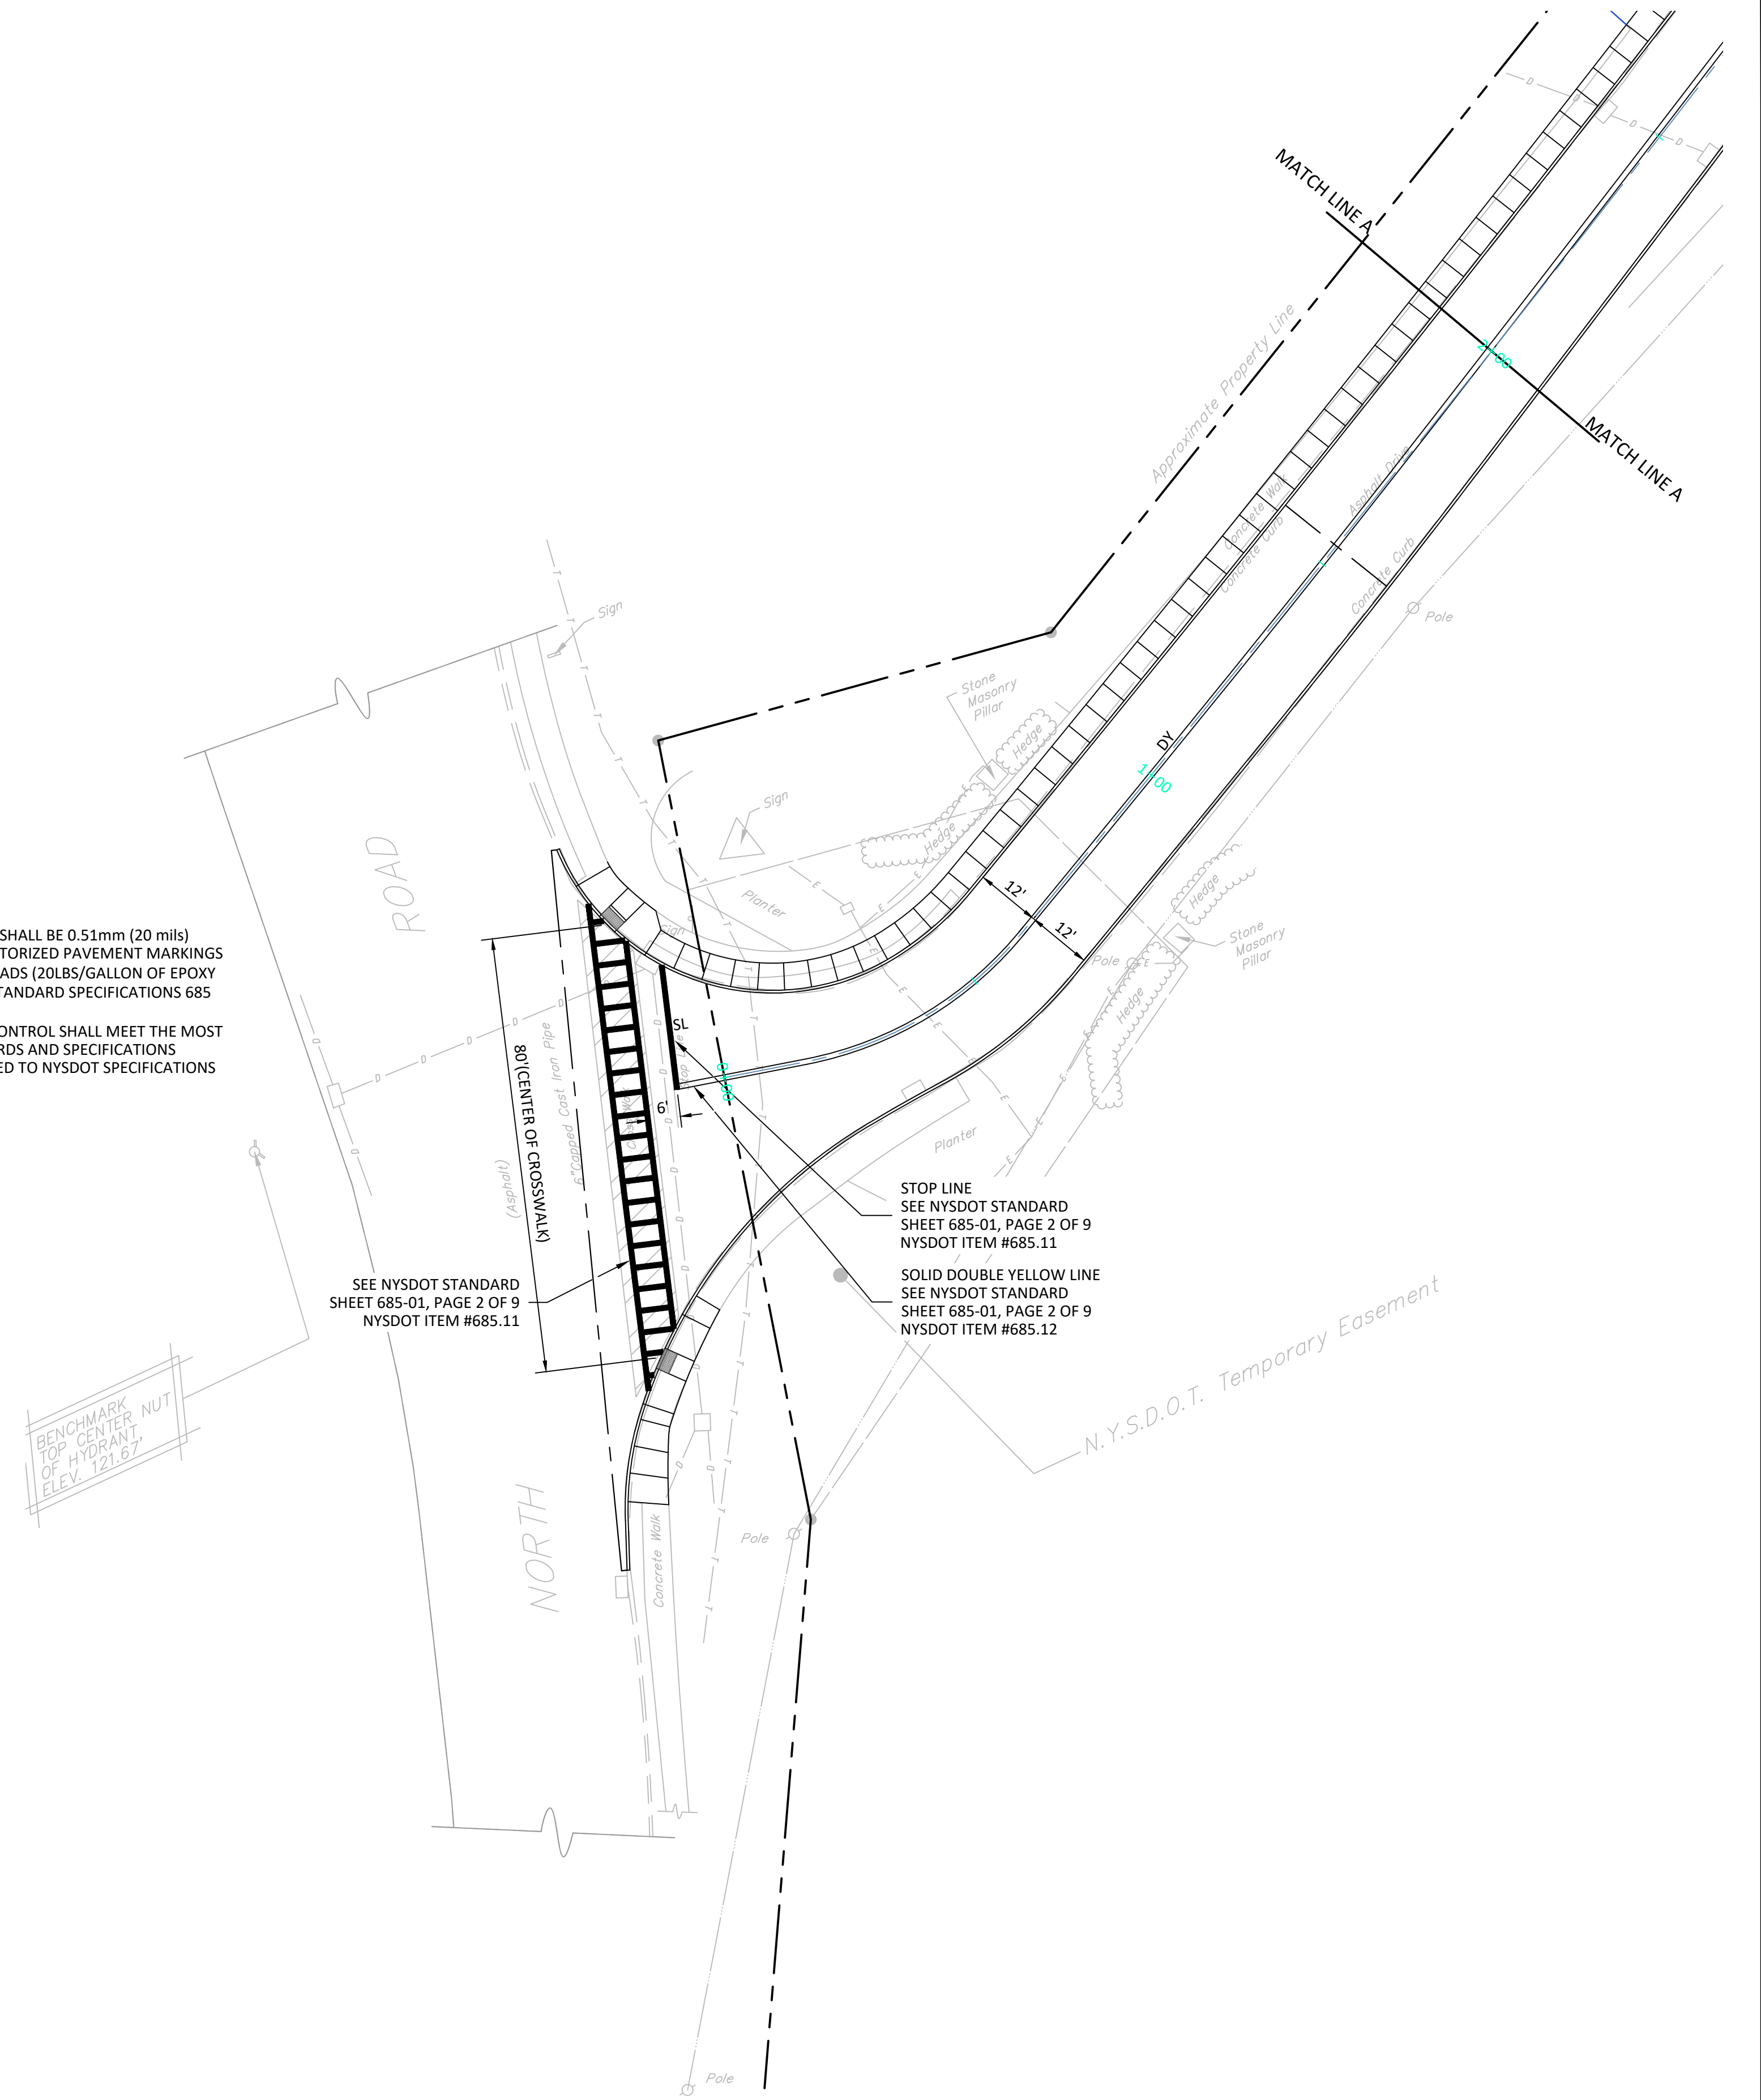 MATCH LINE A
2+00
MATCH LINE A
Approximate Property Line
Concrete Walk
Concrete Curb
Asphalt Drive
Concrete Curb
Pole
Sign
Stone
Masonry
Pillar
Hedge
DY
1+00
Sign
Hedge
Planter
12'
12'
Hedge
Stone
Masonry
Pillar
Pole
Hedge
ROAD
Sign
SHALL BE 0.51mm (20 mils)
TORIZED PAVEMENT MARKINGS
ADS (20LBS/GALLON OF EPOXY
TANDARD SPECIFICATIONS 685
ONTROL SHALL MEET THE MOST
RDS AND SPECIFICATIONS
ED TO NYSDOT SPECIFICATIONS
SL
0+00
6'
80'(CENTER OF CROSSWALK)
6"Capped Cast Iron Pipe
(Asphalt)
Planter
STOP LINE
SEE NYSDOT STANDARD
SHEET 685-01, PAGE 2 OF 9
NYSDOT ITEM #685.11
SOLID DOUBLE YELLOW LINE
SEE NYSDOT STANDARD
SHEET 685-01, PAGE 2 OF 9
NYSDOT ITEM #685.12
SEE NYSDOT STANDARD
SHEET 685-01, PAGE 2 OF 9
NYSDOT ITEM #685.11
N.Y.S.D.O.T. Temporary Easement
BENCHMARK
TOP CENTER NUT
OF HYDRANT,
ELEV. 121.67'
NORTH
Concrete Walk
Pole
Pole